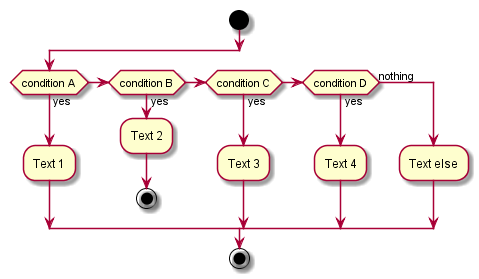 condition A
condition B
condition C
condition D
nothing
yes
yes
yes
yes
Text 1
Text 2
Text 3
Text 4
Text else